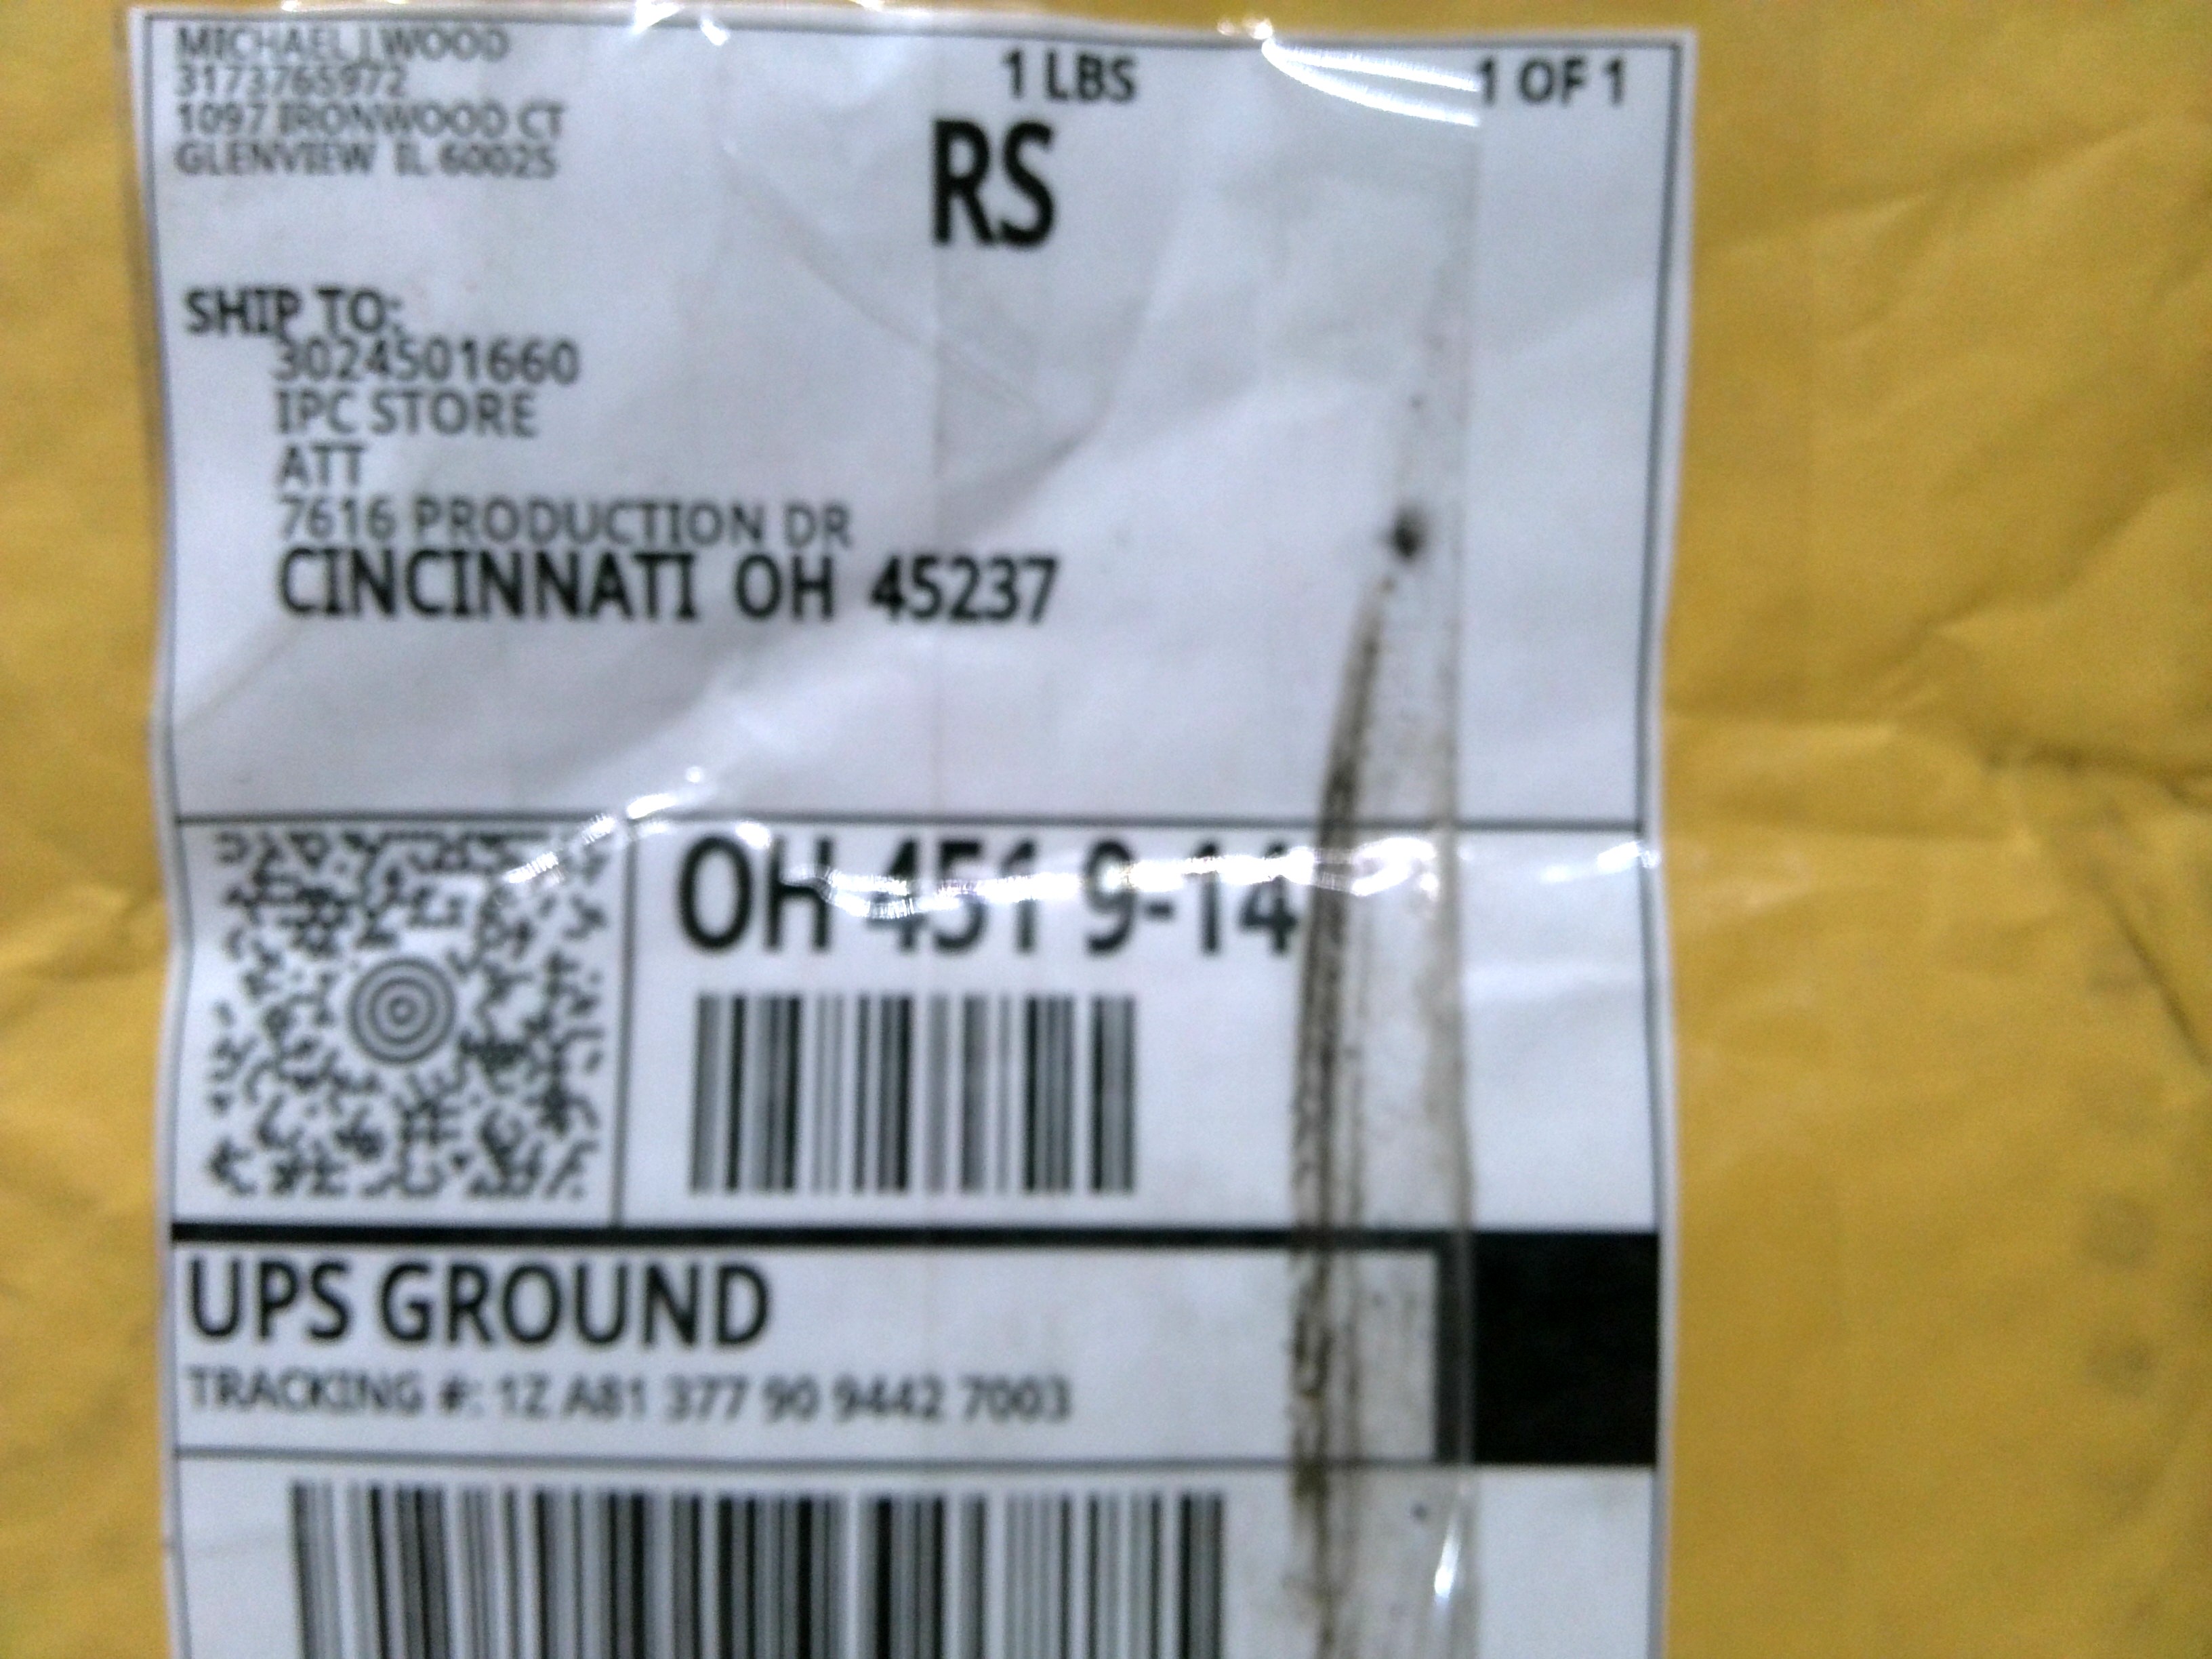 MICHAEL J WOOD
3173765972
1097 IRONWOOD CT
GLENVIEW IL 60025
1 LBS
1 OF 1
RS
SHIP TO:
3024501660
IPC STORE
ATT
7616 PRODUCTION DR
CINCINNATI OH 45237
OH 451 9-14
UPS GROUND
TRACKING #: 1Z A81 377 90 9442 7003